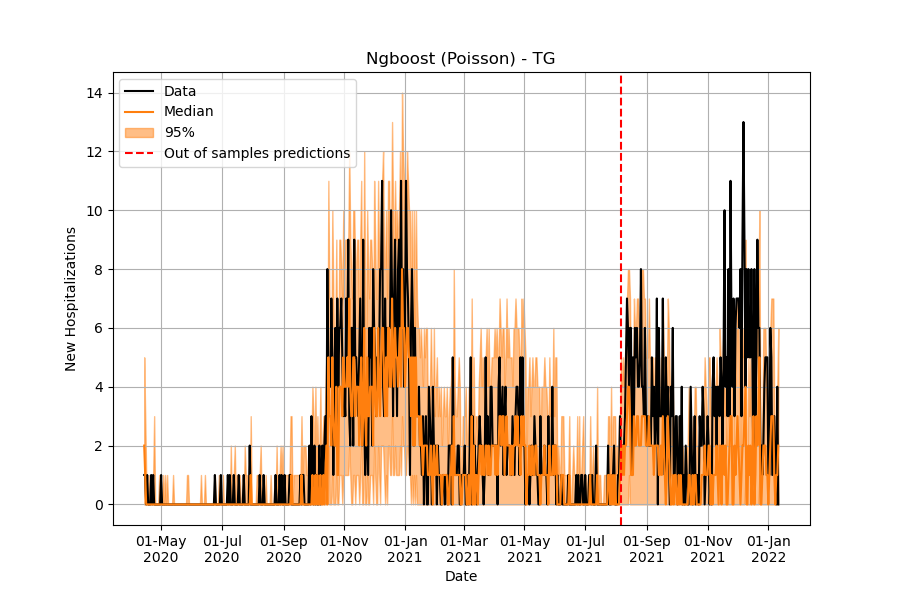 Ngboost (Poisson) - TG
Data
Median
95%
Out of samples predictions
New Hospitalizations
14
12
10
8
6
4
2
0
01-May 2020
01-Jul 2020
01-Sep 2020
01-Nov 2020
01-Jan 2021
01-Mar 2021
01-May 2021
01-Jul 2021
01-Sep 2021
01-Nov 2021
01-Jan 2022
Date